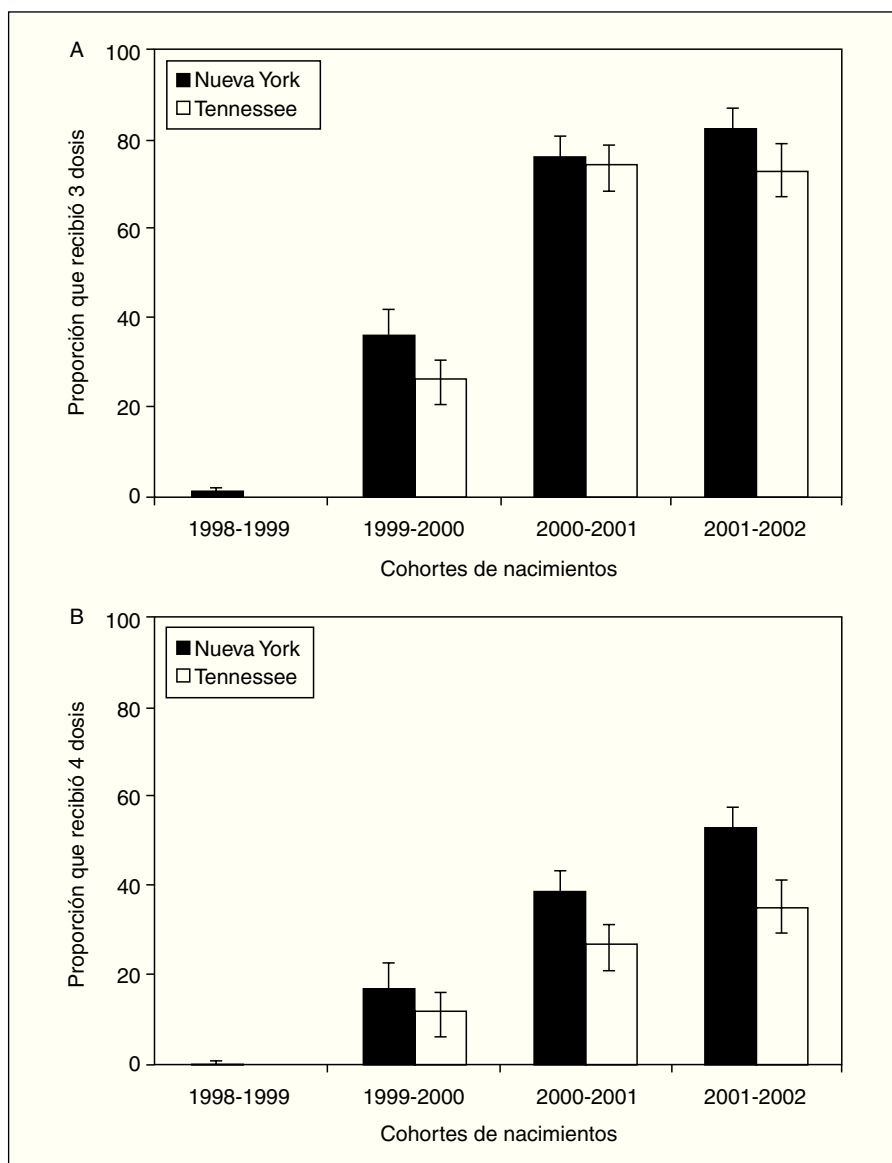 A
Nueva York
Tennessee
Proporción que recibió 3 dosis
100
80
60
40
20
0
1998-1999 1999-2000 2000-2001 2001-2002
Cohortes de nacimientos
B
Nueva York
Tennessee
Proporción que recibió 4 dosis
100
80
60
40
20
0
1998-1999 1999-2000 2000-2001 2001-2002
Cohortes de nacimientos